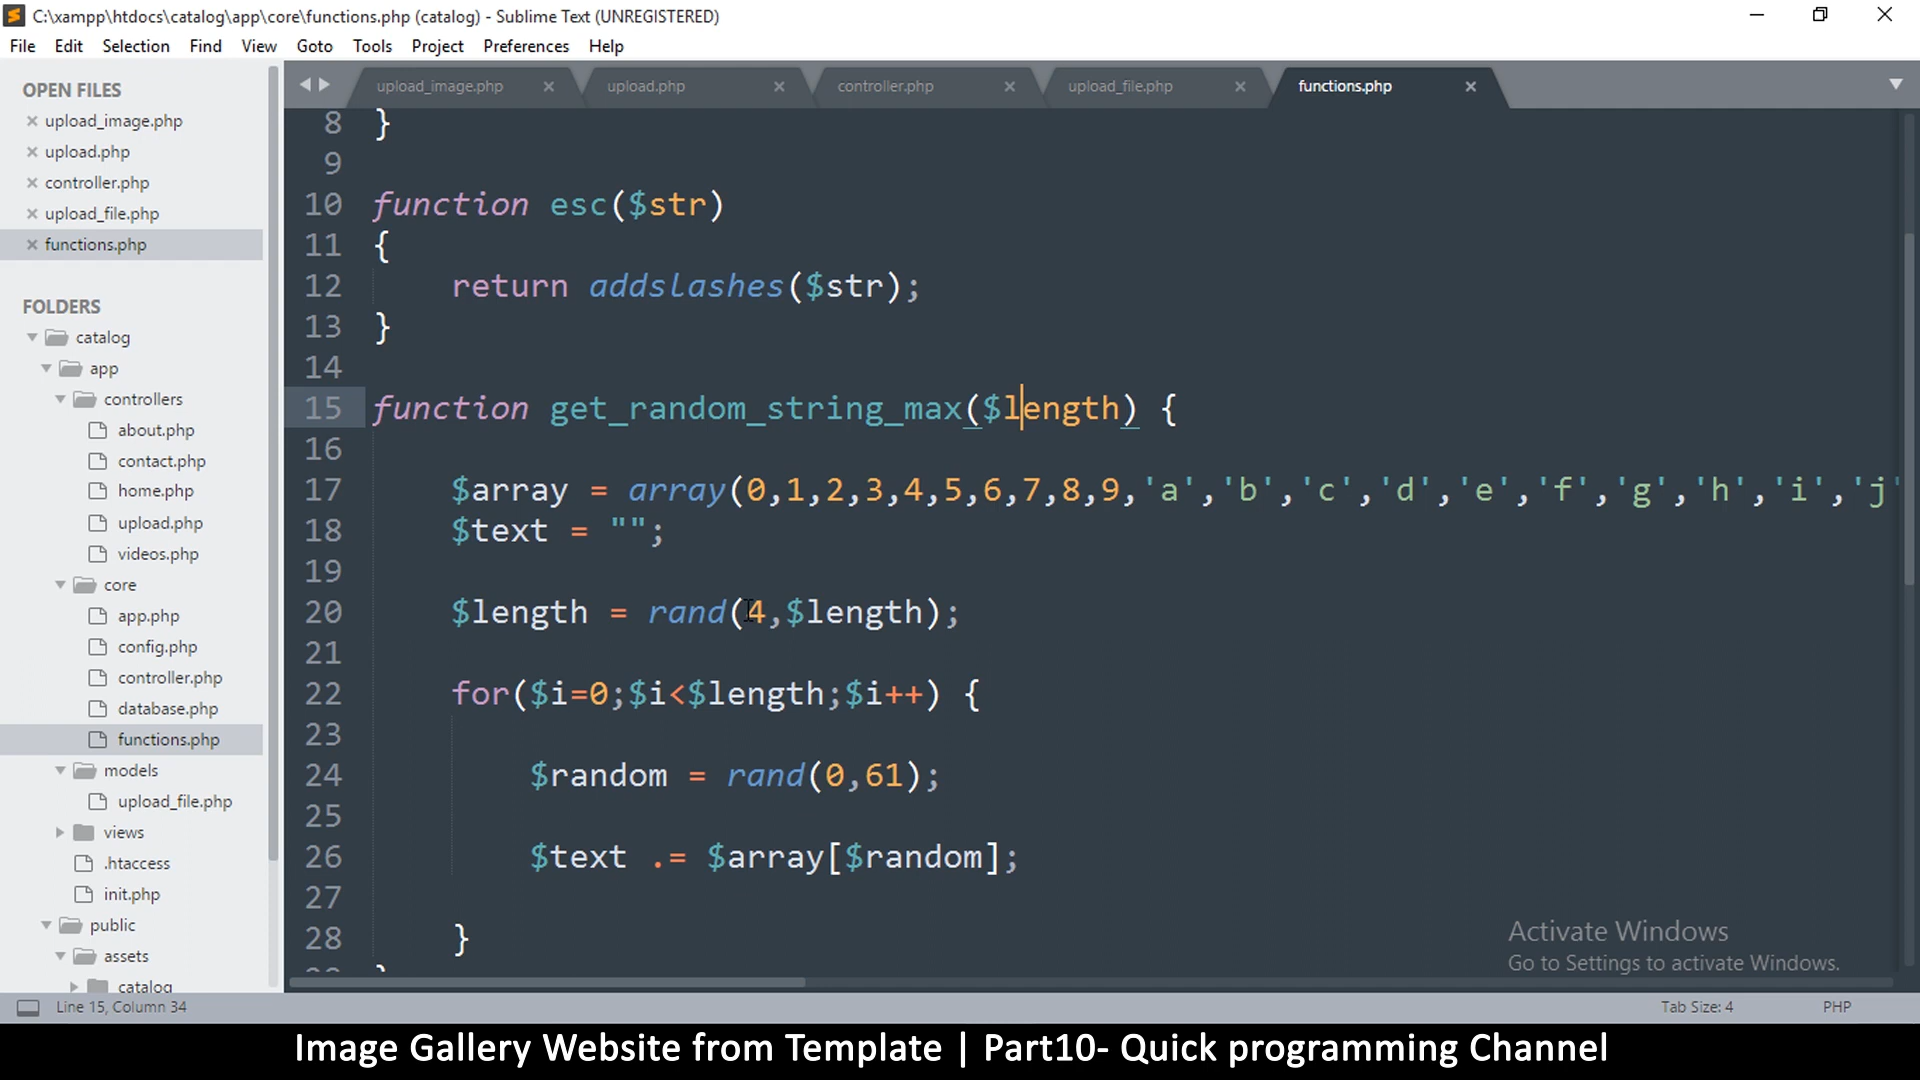 C:\xampp\htdocs\catalog\app\core\functions.php (catalog) - Sublime Text (UNREGISTERED)
File Edit Selection Find View Goto Tools Project Preferences Help
OPEN FILES
upload_image.php
upload.php
controller.php
upload_file.php
functions.php
FOLDERS
catalog
app
controllers
about.php
contact.php
home.php
upload.php
videos.php
core
app.php
config.php
controller.php
database.php
functions.php
models
upload_file.php
views
.htaccess
init.php
public
assets
catalog
upload_image.php upload.php controller.php upload_file.php functions.php
8 }
9
10 function esc($str)
11 {
12 return addslashes($str);
13 }
14
15 function get_random_string_max($length) {
16
17 $array = array(0,1,2,3,4,5,6,7,8,9,'a','b','c','d','e','f','g','h','i','j'
18 $text = "";
19
20 $length = rand(4,$length);
21
22 for($i=0;$i<$length;$i++) {
23
24 $random = rand(0,61);
25
26 $text .= $array[$random];
27
28 }
Activate Windows
Go to Settings to activate Windows.
Line 15, Column 34 Tab Size: 4 PHP
Image Gallery Website from Template | Part10- Quick programming Channel